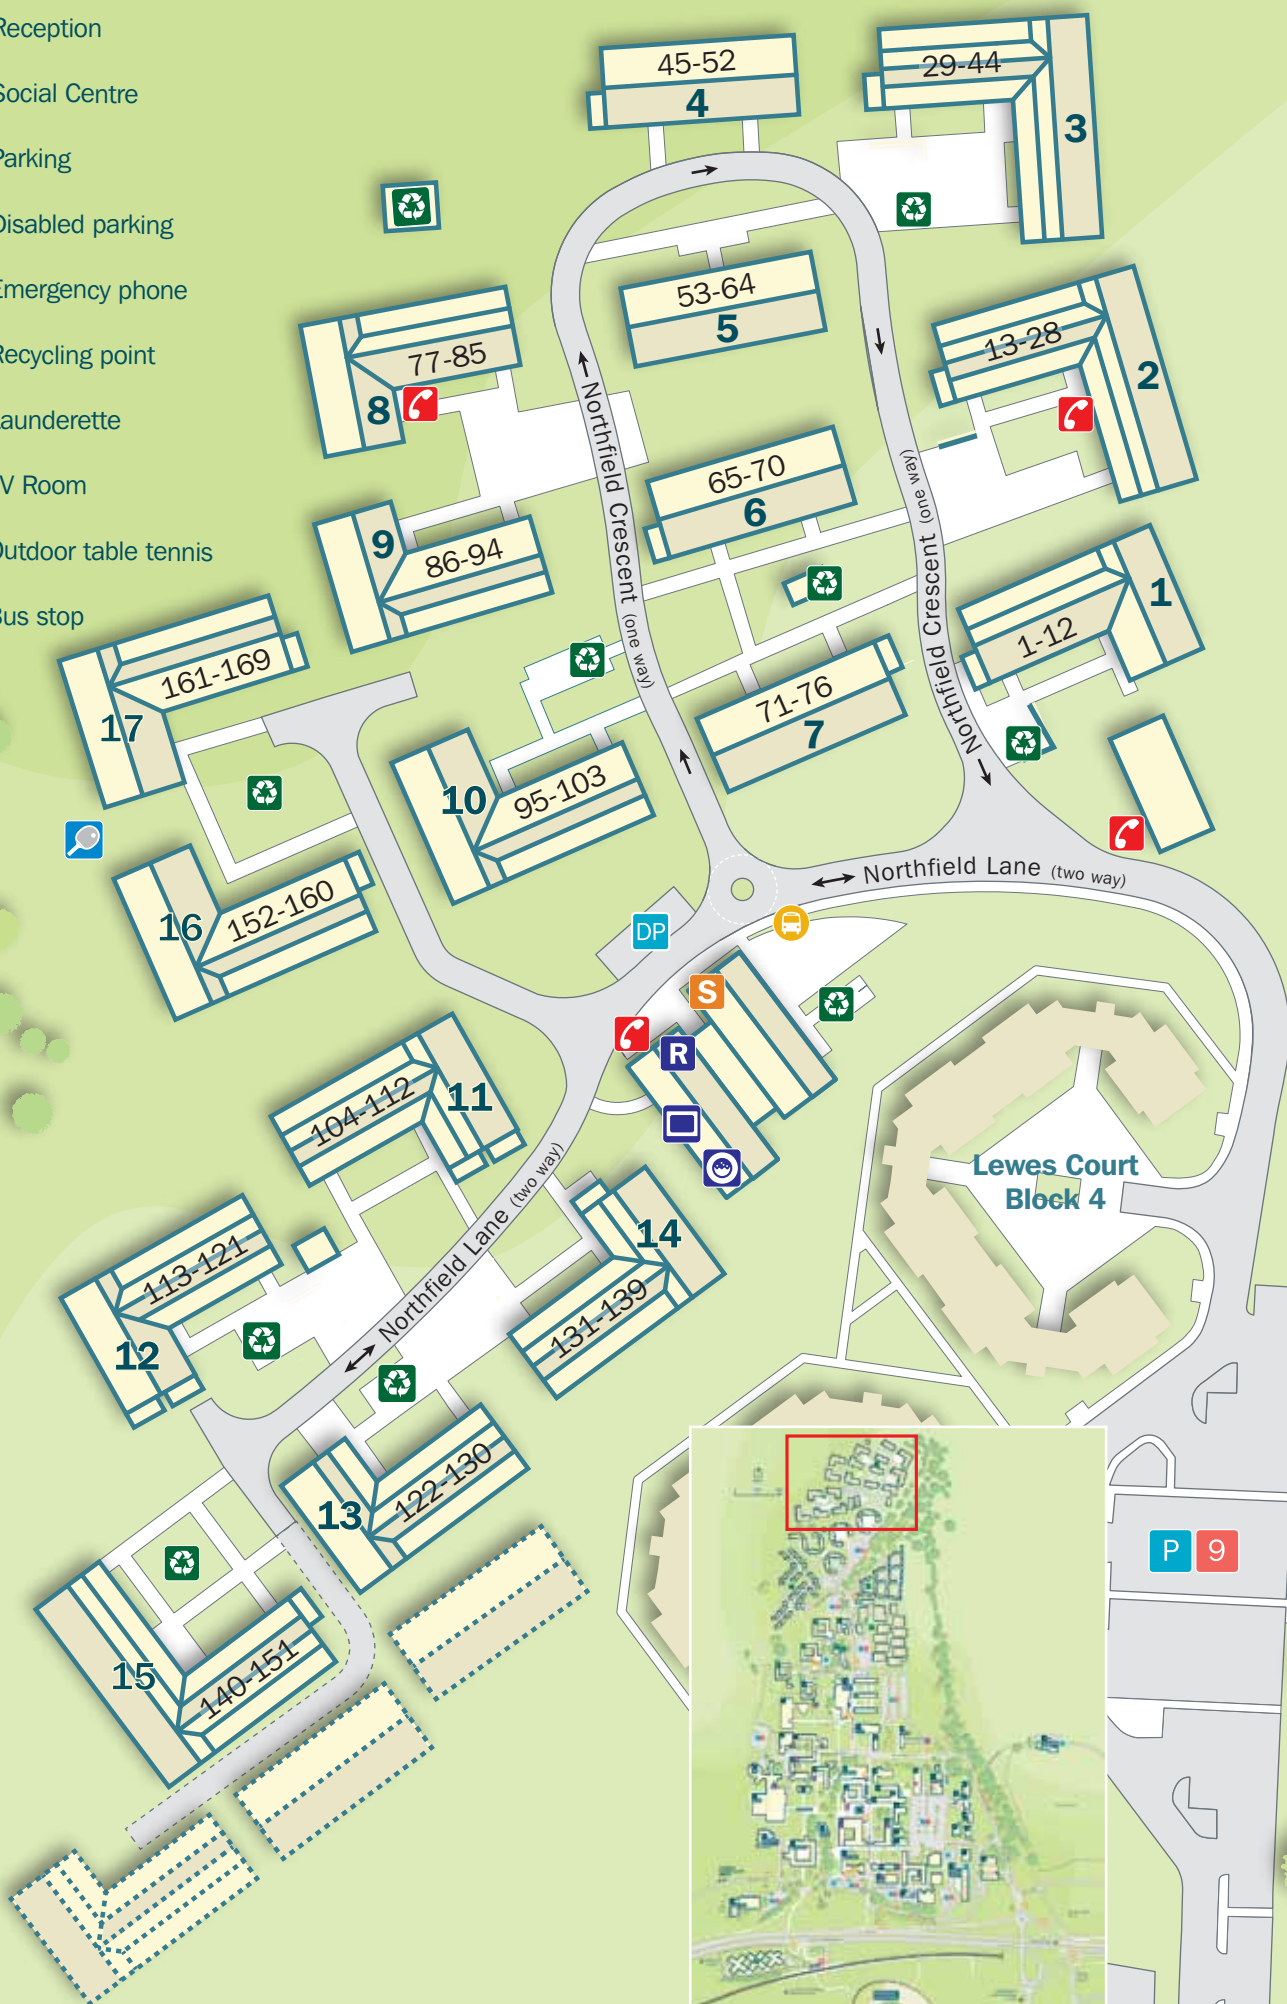 Reception
Social Centre
Parking
Disabled parking
Emergency phone
Recycling point
Launderette
TV Room
Outdoor table tennis
Bus stop
45-52
4
29-44
3
53-64
5
13-28
2
77-85
8
Northfield Crescent (one way)
65-70
6
Northfield Crescent (one way)
9
86-94
1
1-12
161-169
17
71-76
7
Northfield
10
95-103
Northfield Lane (two way)
16
152-160
DP
S
R
104-112
11
Lewes Court
Block 4
Northfield Lane (two way)
14
113-121
12
131-139
13
122-130
P 9
15
140-151